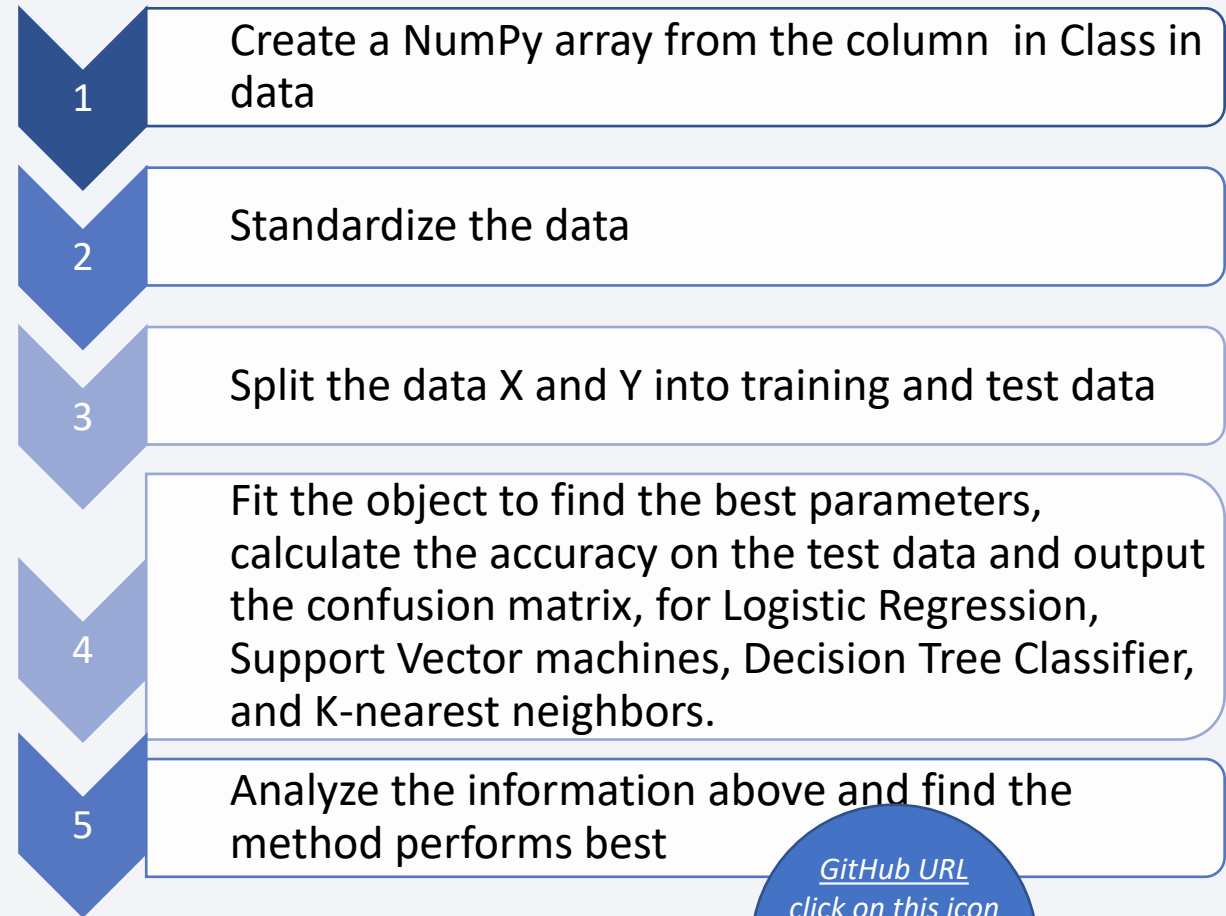 1
Create a NumPy array from the column  in Class in
data
2
Standardize the data
3
Split the data X and Y into training and test data
4
Fit the object to find the best parameters,
calculate the accuracy on the test data and output
the confusion matrix, for Logistic Regression,
Support Vector machines, Decision Tree Classifier,
and K-nearest neighbors.
5
Analyze the information above and find the
method performs best
GitHub URL
click on this icon